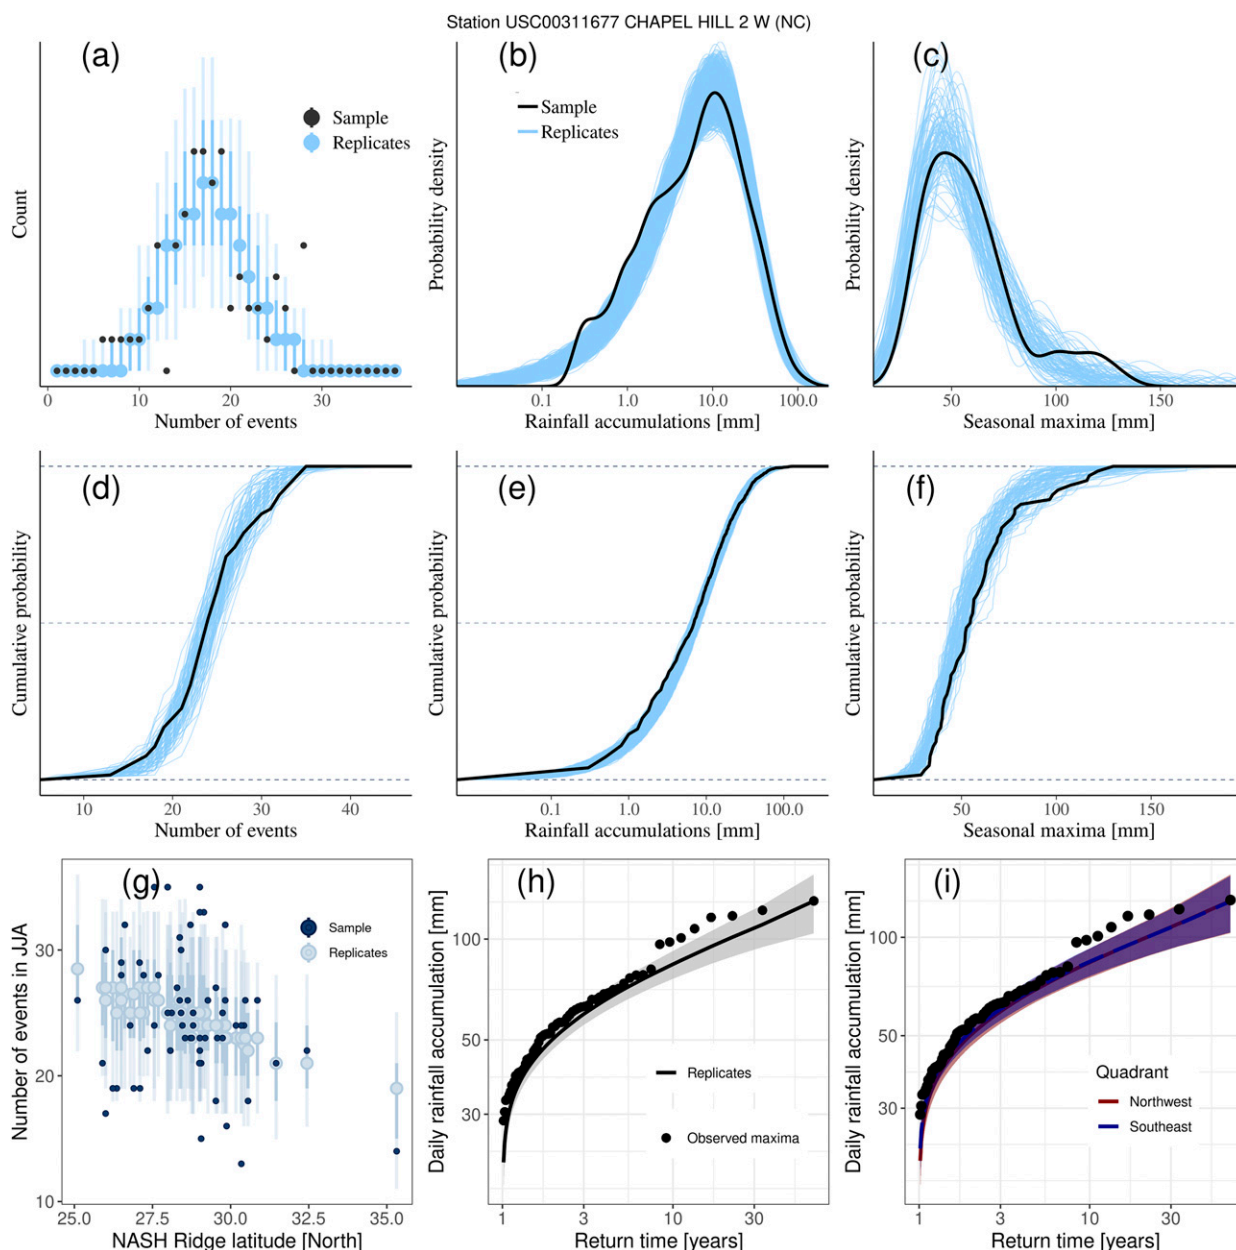 Station USC00311677 CHAPEL HILL 2 W (NC)
(a)
Sample
Replicates
Count
0 10 20 30
Number of events
(b)
Sample
Replicates
Probability density
0.1 1.0 10.0 100.0
Rainfall accumulations [mm]
(c)
Probability density
50 100 150
Seasonal maxima [mm]
(d)
Cumulative probability
10 20 30 40
Number of events
(e)
Cumulative probability
0.1 1.0 10.0 100.0
Rainfall accumulations [mm]
(f)
Cumulative probability
50 100 150
Seasonal maxima [mm]
(g)
Sample
Replicates
Number of events in JJA
30
20
10
25.0 27.5 30.0 32.5 35.0
NASH Ridge latitude [North]
(h)
Daily rainfall accumulation [mm]
100
50
30
Replicates
Observed maxima
1 3 10 30
Return time [years]
(i)
Daily rainfall accumulation [mm]
100
50
30
Quadrant
Northwest
Southeast
1 3 10 30
Return time [years]